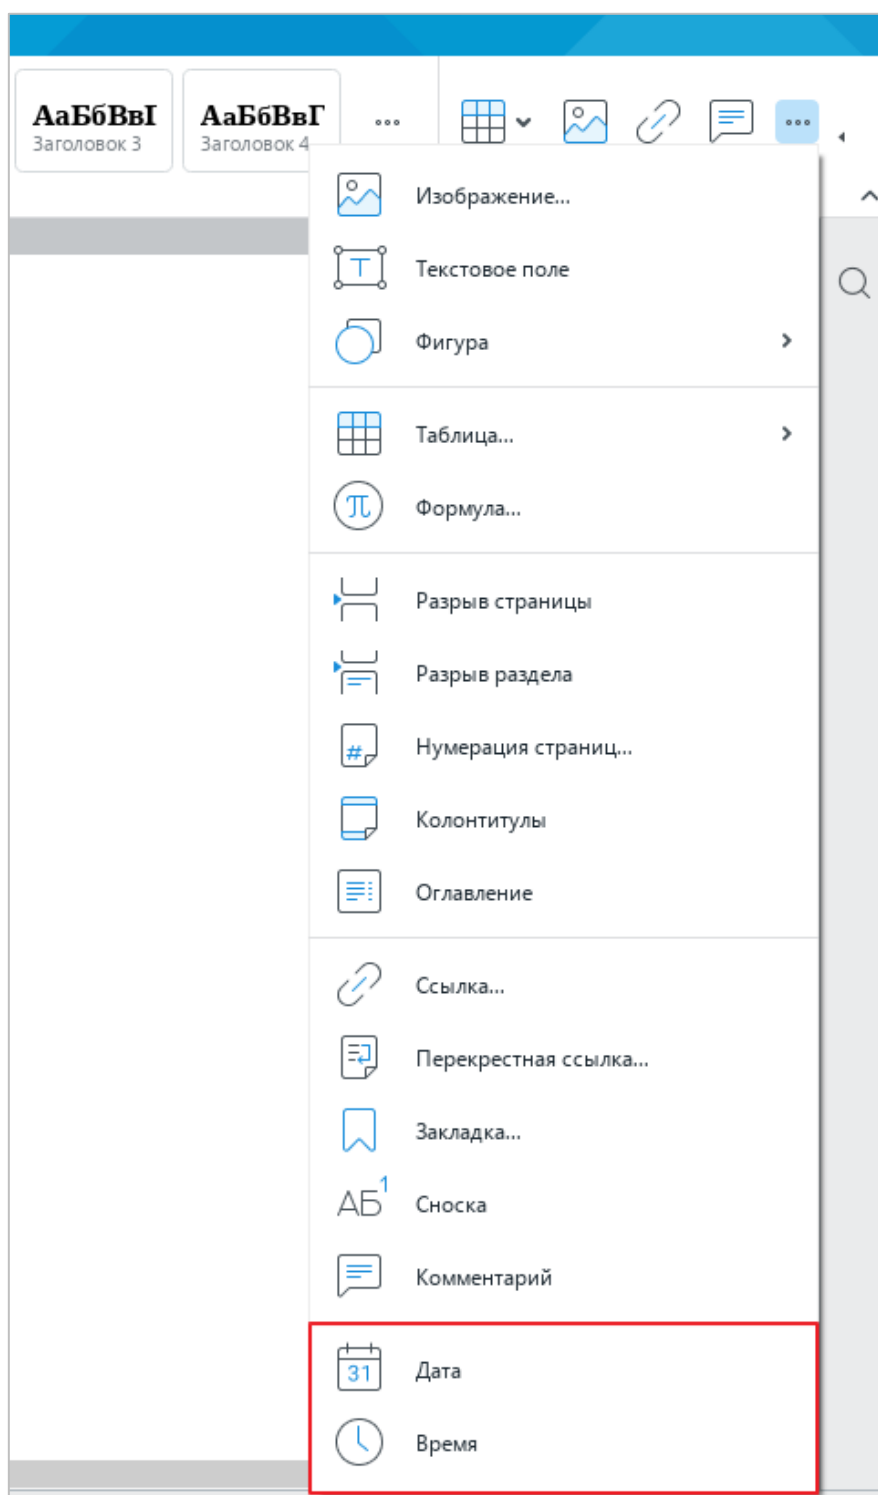 АаБбВвГ
Заголовок 3
АаБбВвГ
Заголовок 4
Изображение...
Т
Текстовое поле
Фигура
Таблица...
π
Формула...
Разрыв страницы
Разрыв раздела
#
Нумерация страниц...
Колонтитулы
Оглавление
Ссылка...
Перекрестная ссылка...
Закладка...
АБ1
Сноска
Комментарий
31
Дата
Время